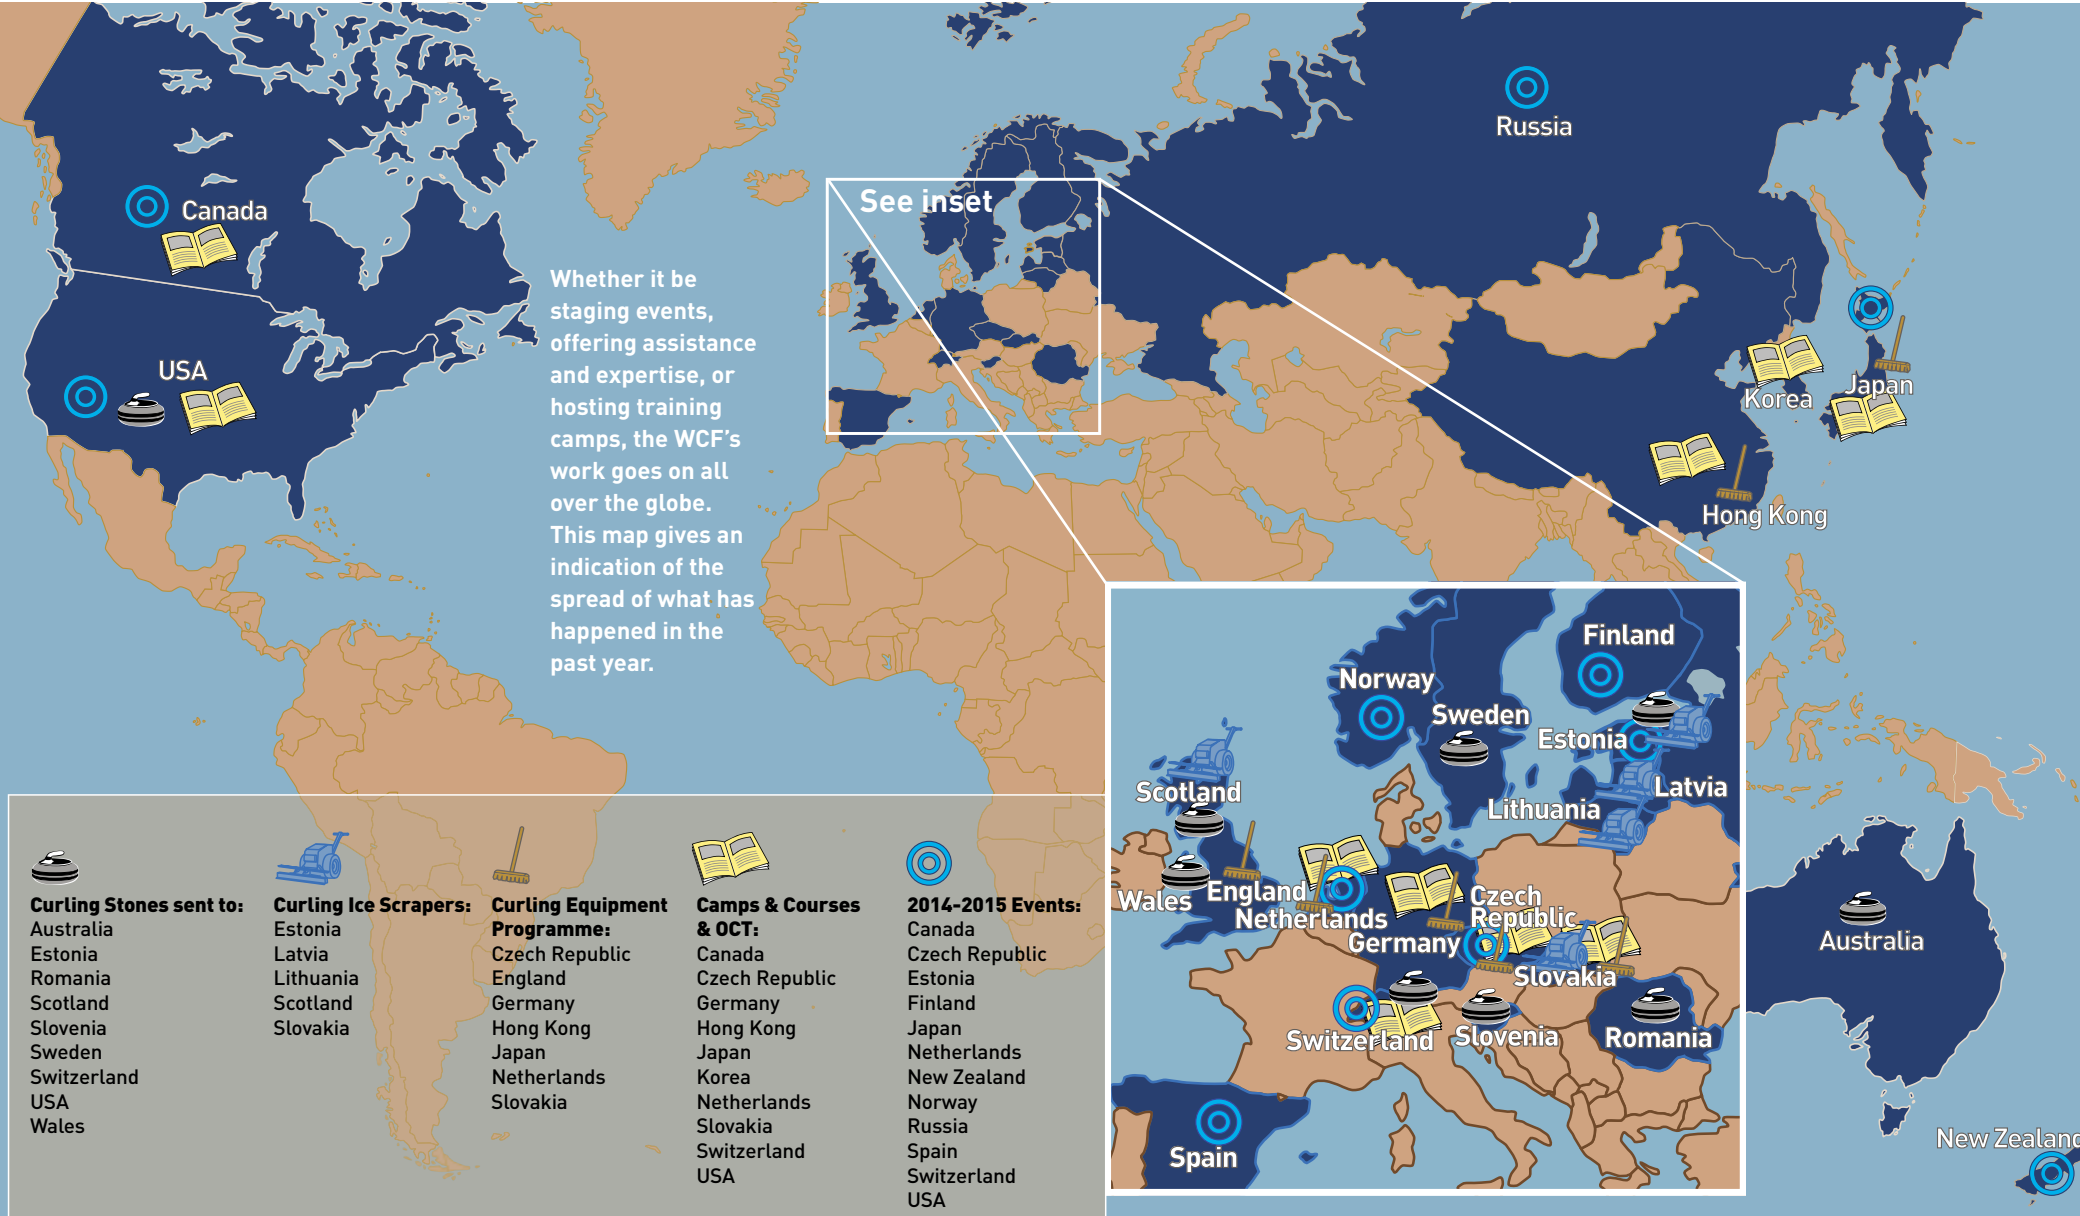 Russia
Canada
See inset
Whether it be
staging events,
offering assistance
and expertise, or
hosting training
camps, the WCF's
work goes on all
over the globe.
This map gives an
indication of the
spread of what has
happened in the
past year.
USA
Korea
Japan
Hong Kong
Finland
Norway
Sweden
Estonia
Latvia
Lithuania
Scotland
Wales
England
Netherlands
Czech
Republic
Germany
Slovakia
Switzerland
Slovenia
Romania
Spain
Australia
New Zealand
Curling Stones sent to:
Australia
Estonia
Romania
Scotland
Slovenia
Sweden
Switzerland
USA
Wales
Curling Ice Scrapers:
Estonia
Latvia
Lithuania
Scotland
Slovakia
Curling Equipment
Programme:
Czech Republic
England
Germany
Hong Kong
Japan
Netherlands
Slovakia
Camps & Courses
& OCT:
Canada
Czech Republic
Germany
Hong Kong
Japan
Korea
Netherlands
Slovakia
Switzerland
USA
2014-2015 Events:
Canada
Czech Republic
Estonia
Finland
Japan
Netherlands
New Zealand
Norway
Russia
Spain
Switzerland
USA